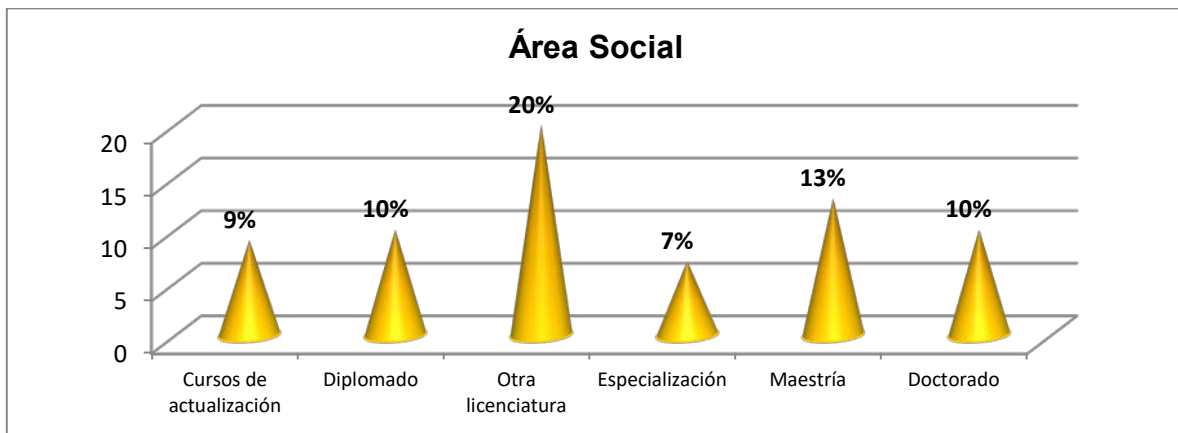 Área Social
20%
13%
10%
9%
10%
7%
20
15
10
5
0
Cursos de
actualización
Diplomado
Otra
licenciatura
Especialización
Maestría
Doctorado